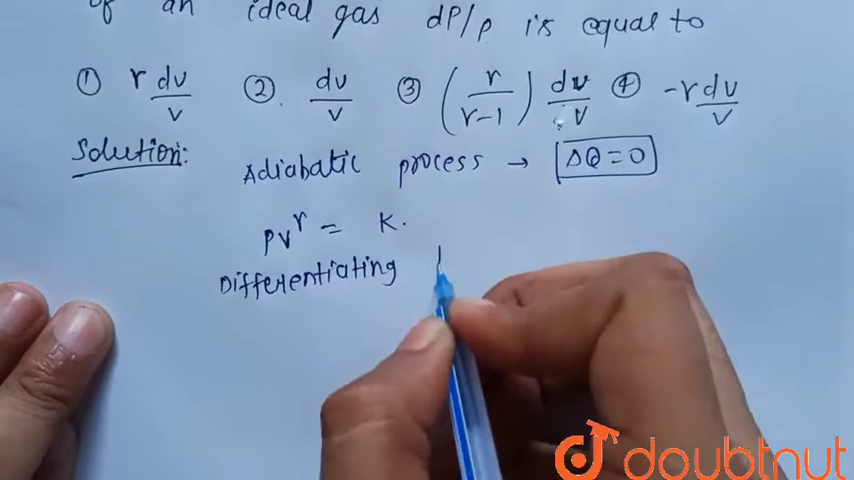 of an ideal gas dP/P is equal to
① r dv/v ② dv/v ③ (r/r-1) dv/v ④ -r dv/v
Solution:
Adiabatic process → ΔQ = 0
PV^r = K.
Differentiating
doubtnut